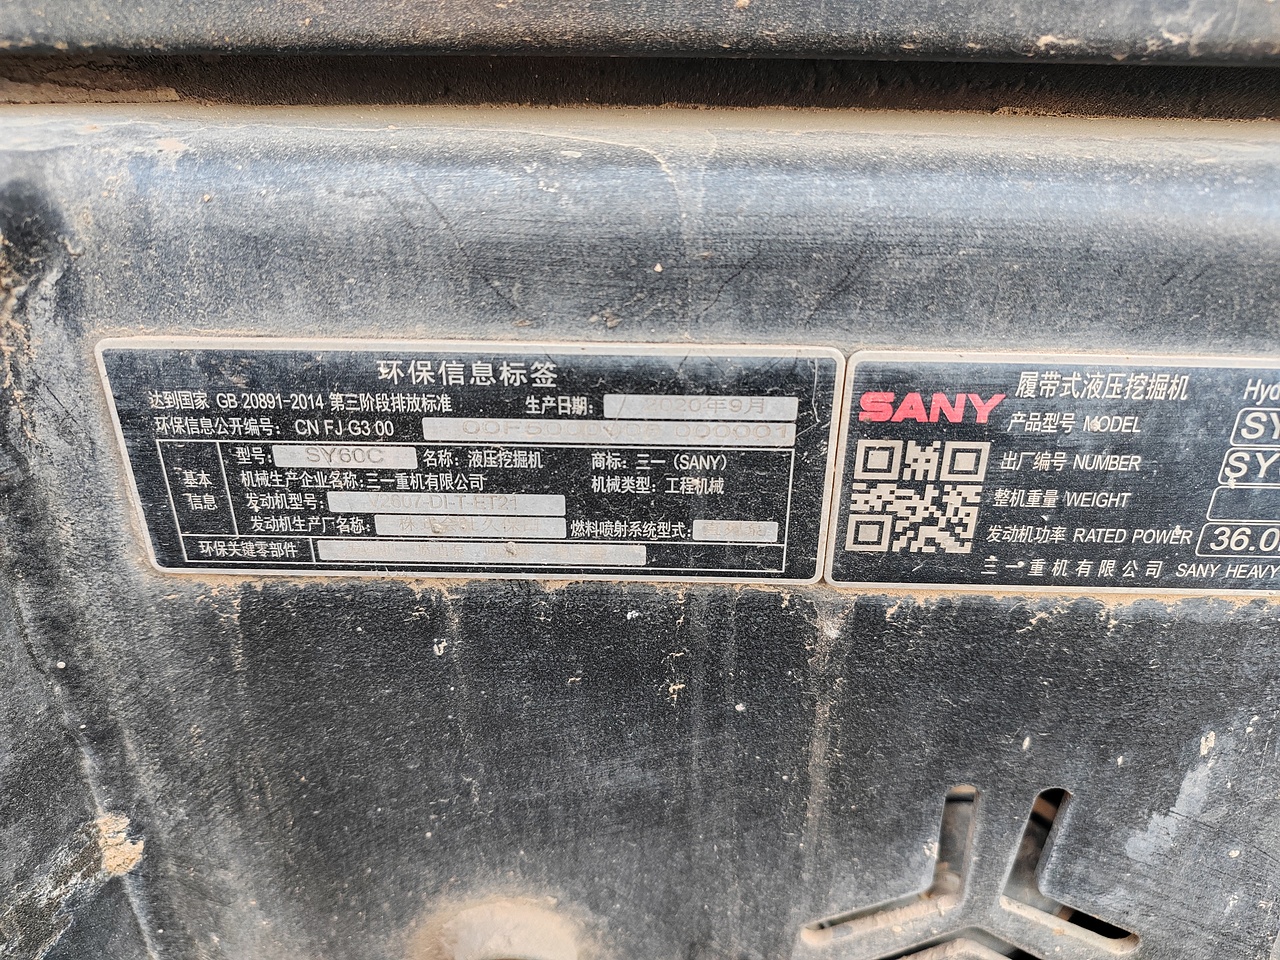 环保信息标签
达到国家 GB 20891-2014 第三阶段排放标准 生产日期: 2020年9月
环保信息公开编号: CN FJ G3 00
型号: SY60C 名称: 液压挖掘机 商标: 三一 (SANY)
基本信息
机械生产企业名称: 三一重机有限公司 机械类型: 工程机械
发动机型号:
发动机生产厂名称: 燃料喷射系统型式:
环保关键零部件
SANY
履带式液压挖掘机 Hyd
产品型号 MODEL SY
出厂编号 NUMBER SY
整机重量 WEIGHT
发动机功率 RATED POWER 36.0
三一重机有限公司 SANY HEAVY